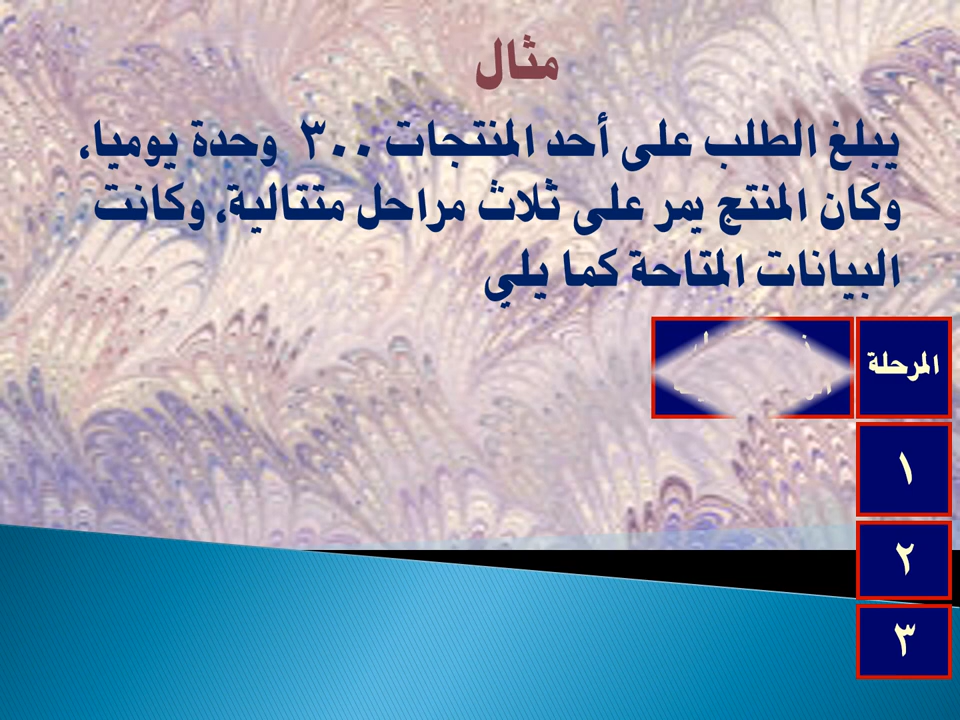 مثال
يبلغ الطلب على أحد المنتجات ٣٠٠ وحدة يوميا،
وكان المنتج يمر على ثلاث مراحل متتالية، وكانت
البيانات المتاحة كما يلي
المرحلة
١
٢
٣